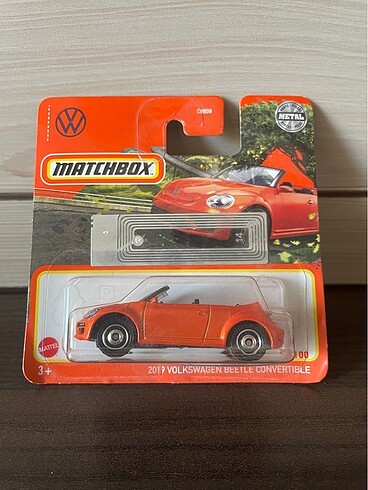 MATCHBOX
METAL
MATTEL
3+
2019 VOLKSWAGEN BEETLE CONVERTIBLE